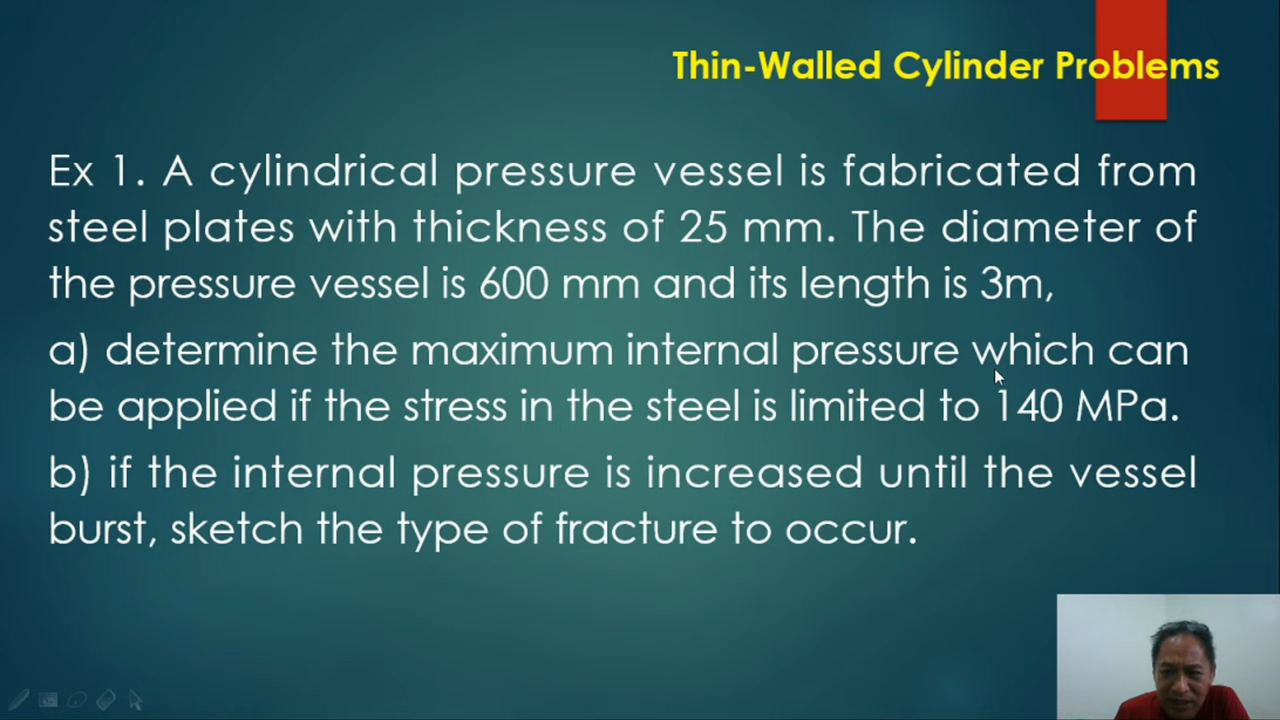 Thin-Walled Cylinder Problems
Ex 1. A cylindrical pressure vessel is fabricated from
steel plates with thickness of 25 mm. The diameter of
the pressure vessel is 600 mm and its length is 3m,
a) determine the maximum internal pressure which can
be applied if the stress in the steel is limited to 140 MPa.
b) if the internal pressure is increased until the vessel
burst, sketch the type of fracture to occur.